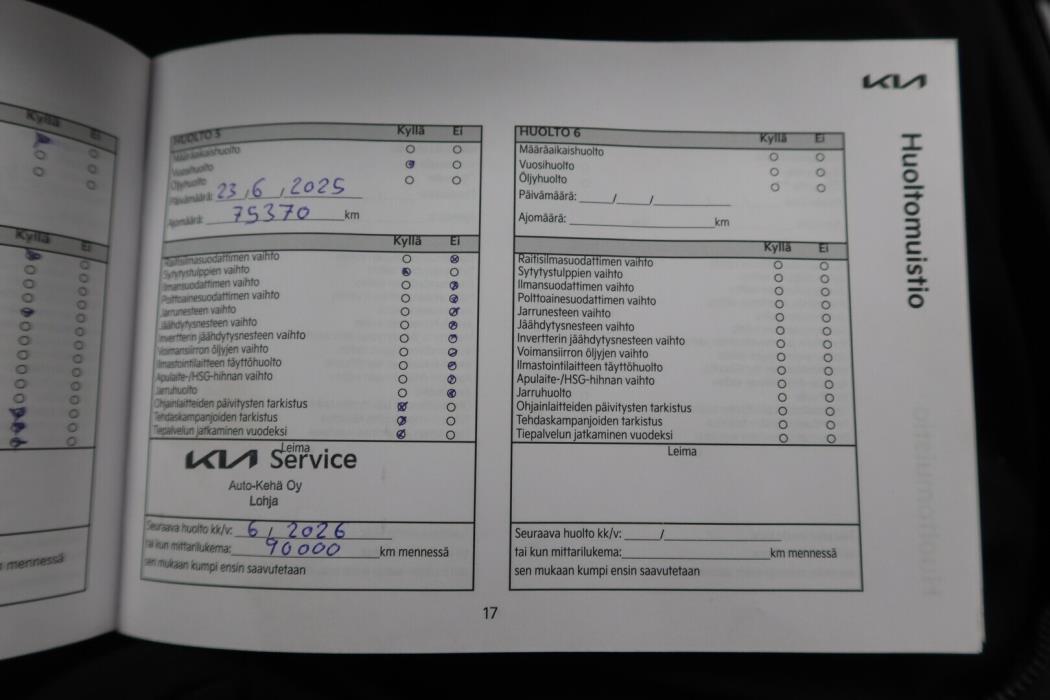 Kyllä Ei
Kyllä Ei
mennessä
HUOLTO 5 Kyllä Ei
Määräaikaishuolto
Vuosihuolto
Öljyhuolto
Päivämäärä: 23 / 6 / 2025
Ajomäärä: 75370 km
Kyllä Ei
Raitisilmasuodattimen vaihto
Sytytystulppien vaihto
Ilmansuodattimen vaihto
Polttoainesuodattimen vaihto
Jarrunesteen vaihto
Jäähdytysnesteen vaihto
Invertterin jäähdytysnesteen vaihto
Voimansiirron öljyjen vaihto
Ilmastointilaitteen täyttöhuolto
Apulaite-/HSG-hihnan vaihto
Jarruhuolto
Ohjainlaitteiden päivitysten tarkistus
Tehdaskampanjoiden tarkistus
Tiepalvelun jatkaminen vuodeksi
Leima
KIA Service
Auto-Kehä Oy
Lohja
Seuraava huolto kk/v: 6 / 2026
tai kun mittarilukema: 90000 km mennessä
sen mukaan kumpi ensin saavutetaan
HUOLTO 6 Kyllä Ei
Määräaikaishuolto
Vuosihuolto
Öljyhuolto
Päivämäärä: ____/____/________
Ajomäärä: ________________ km
Kyllä Ei
Raitisilmasuodattimen vaihto
Sytytystulppien vaihto
Ilmansuodattimen vaihto
Polttoainesuodattimen vaihto
Jarrunesteen vaihto
Jäähdytysnesteen vaihto
Invertterin jäähdytysnesteen vaihto
Voimansiirron öljyjen vaihto
Ilmastointilaitteen täyttöhuolto
Apulaite-/HSG-hihnan vaihto
Jarruhuolto
Ohjainlaitteiden päivitysten tarkistus
Tehdaskampanjoiden tarkistus
Tiepalvelun jatkaminen vuodeksi
Leima
Seuraava huolto kk/v: ____/____________
tai kun mittarilukema:________________ km mennessä
sen mukaan kumpi ensin saavutetaan
KIA
Huoltomuistio
17